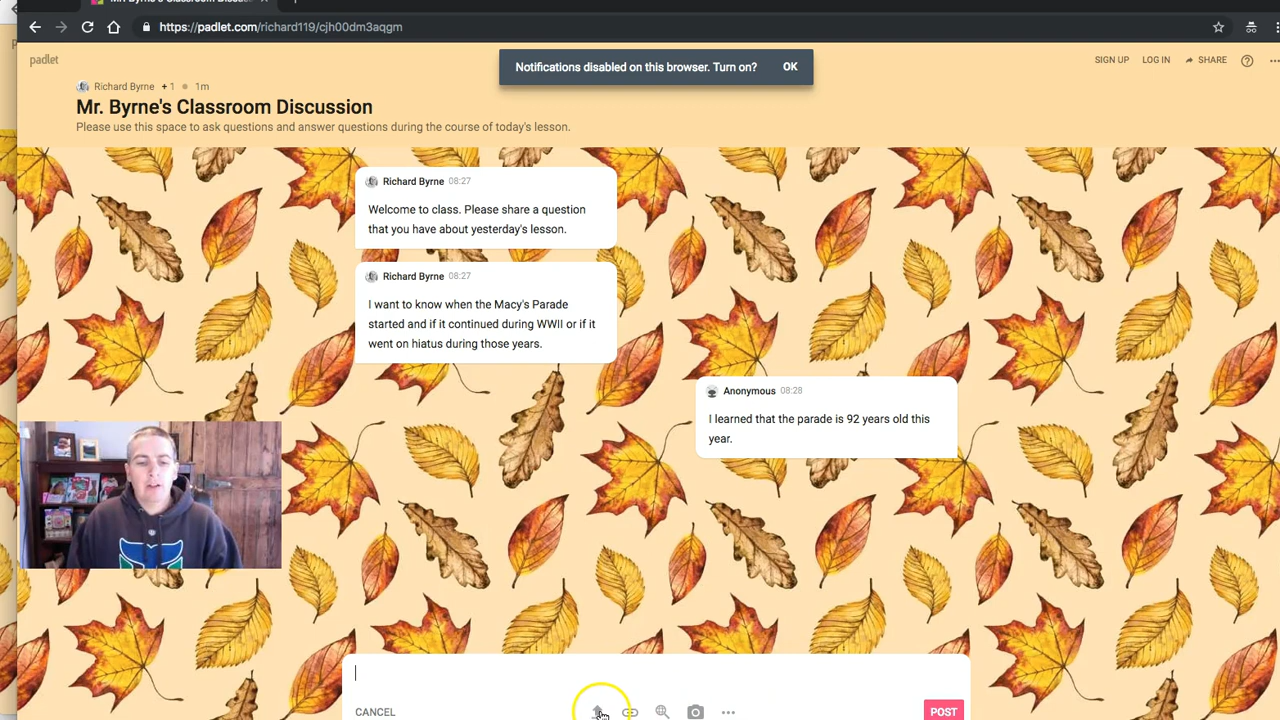 Mr. Byrne's Classroom Discuss
https://padlet.com/richard119/cjh00dm3aqgm
padlet
Notifications disabled on this browser. Turn on? OK
SIGN UP LOG IN SHARE
Richard Byrne + 1 1m
Mr. Byrne's Classroom Discussion
Please use this space to ask questions and answer questions during the course of today's lesson.
Richard Byrne 08:27
Welcome to class. Please share a question
that you have about yesterday's lesson.
Richard Byrne 08:27
I want to know when the Macy's Parade
started and if it continued during WWII or if it
went on hiatus during those years.
Anonymous 08:28
I learned that the parade is 92 years old this
year.
CANCEL POST